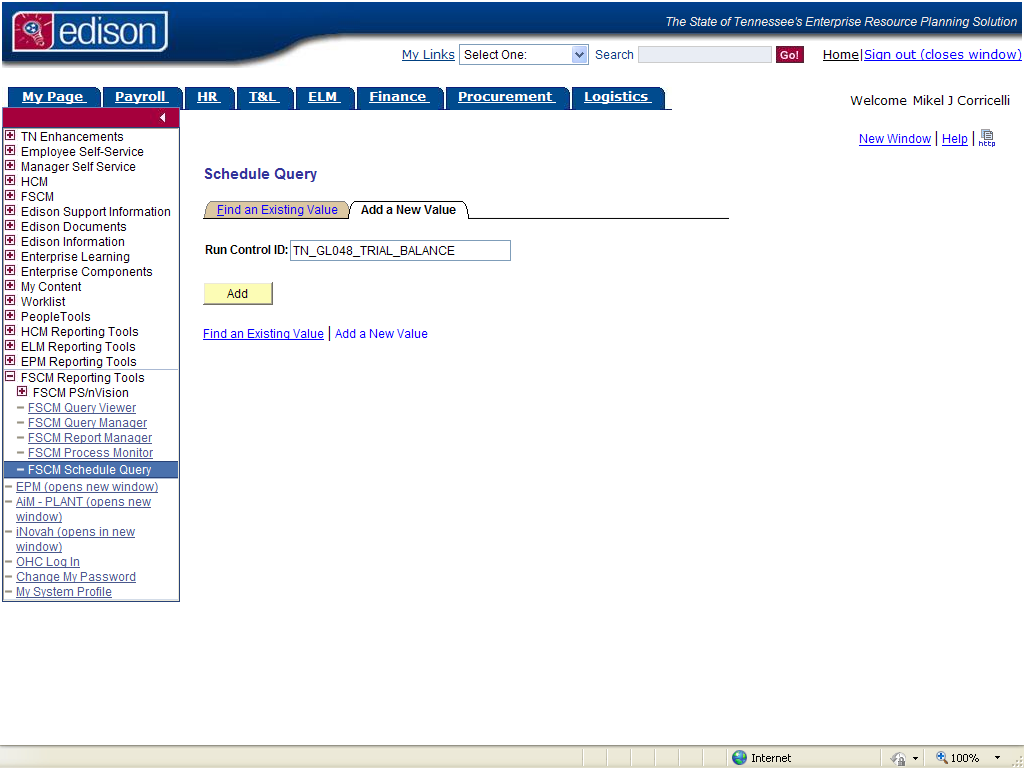 edison
The State of Tennessee's Enterprise Resource Planning Solution
My Links Select One: Search Go! Home|Sign out (closes window)
My Page Payroll HR T&L ELM Finance Procurement Logistics
Welcome Mikel J Corricelli
New Window | Help | http
TN Enhancements
Employee Self-Service
Manager Self Service
HCM
FSCM
Edison Support Information
Edison Documents
Edison Information
Enterprise Learning
Enterprise Components
My Content
Worklist
PeopleTools
HCM Reporting Tools
ELM Reporting Tools
EPM Reporting Tools
FSCM Reporting Tools
FSCM PS/nVision
FSCM Query Viewer
FSCM Query Manager
FSCM Report Manager
FSCM Process Monitor
FSCM Schedule Query
EPM (opens new window)
AiM - PLANT (opens new
window)
iNovah (opens in new
window)
OHC Log In
Change My Password
My System Profile
Schedule Query
Find an Existing Value Add a New Value
Run Control ID: TN_GL048_TRIAL_BALANCE
Add
Find an Existing Value | Add a New Value
Internet 100%